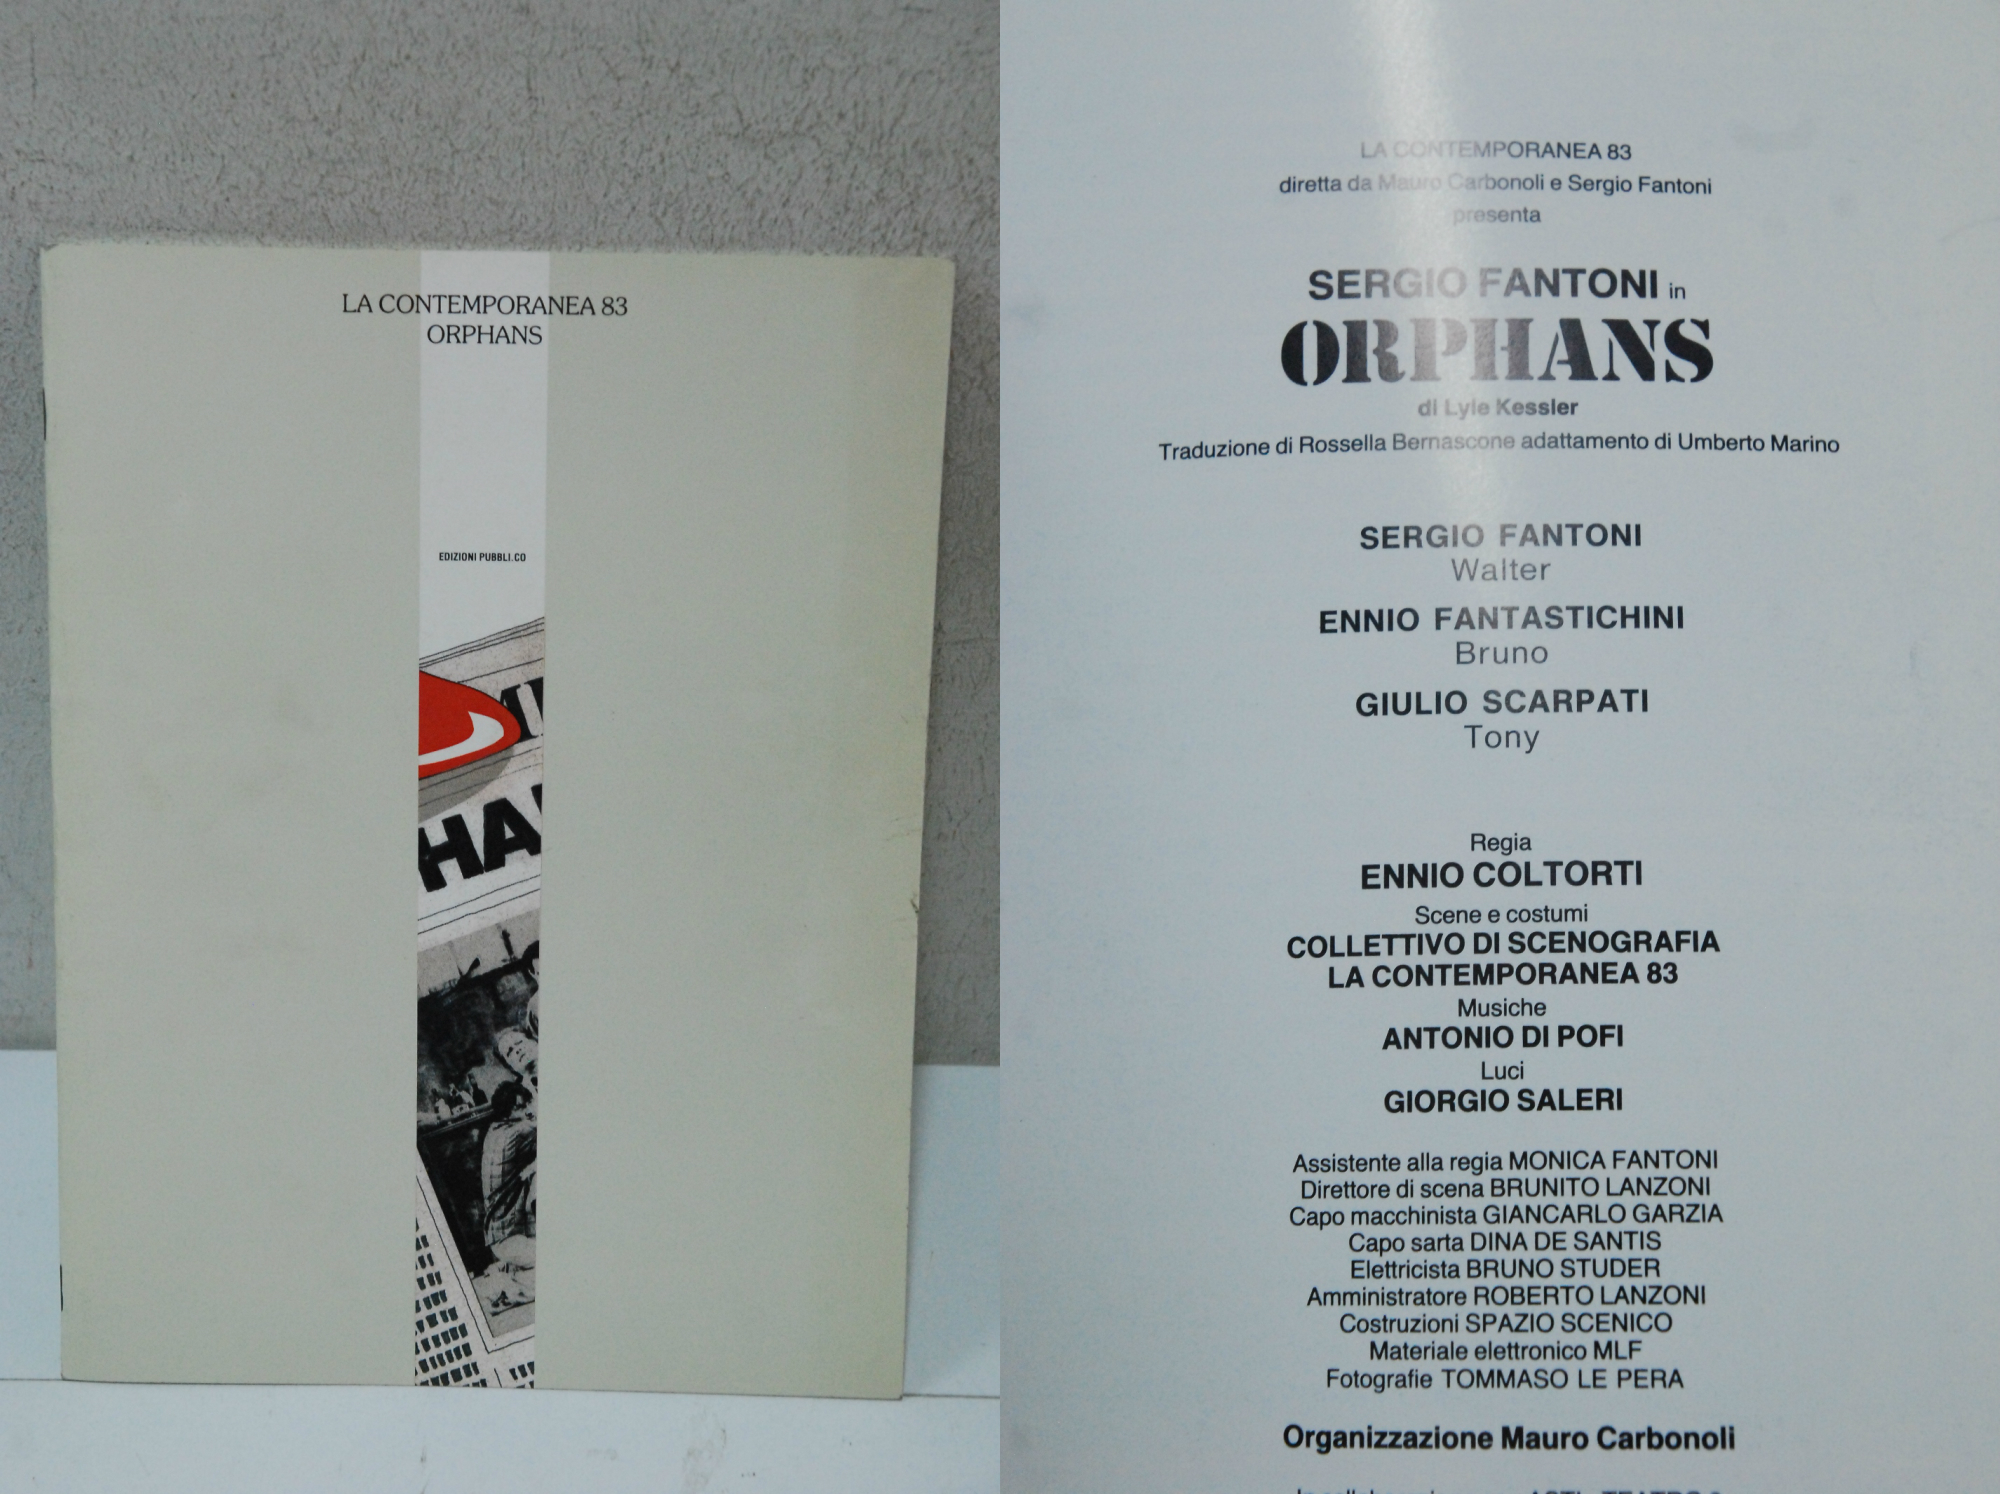 LA CONTEMPORANEA 83
ORPHANS
EDIZIONI PUBBLI.CO
HA
LA CONTEMPORANEA 83
diretta da Mauro Carbonoli e Sergio Fantoni
presenta
SERGIO FANTONI in
ORPHANS
di Lyle Kessler
Traduzione di Rossella Bernascone adattamento di Umberto Marino
SERGIO FANTONI
Walter
ENNIO FANTASTICHINI
Bruno
GIULIO SCARPATI
Tony
Regia
ENNIO COLTORTI
Scene e costumi
COLLETTIVO DI SCENOGRAFIA
LA CONTEMPORANEA 83
Musiche
ANTONIO DI POFI
Luci
GIORGIO SALERI
Assistente alla regia MONICA FANTONI
Direttore di scena BRUNITO LANZONI
Capo macchinista GIANCARLO GARZIA
Capo sarta DINA DE SANTIS
Elettricista BRUNO STUDER
Amministratore ROBERTO LANZONI
Costruzioni SPAZIO SCENICO
Materiale elettronico MLF
Fotografie TOMMASO LE PERA
Organizzazione Mauro Carbonoli